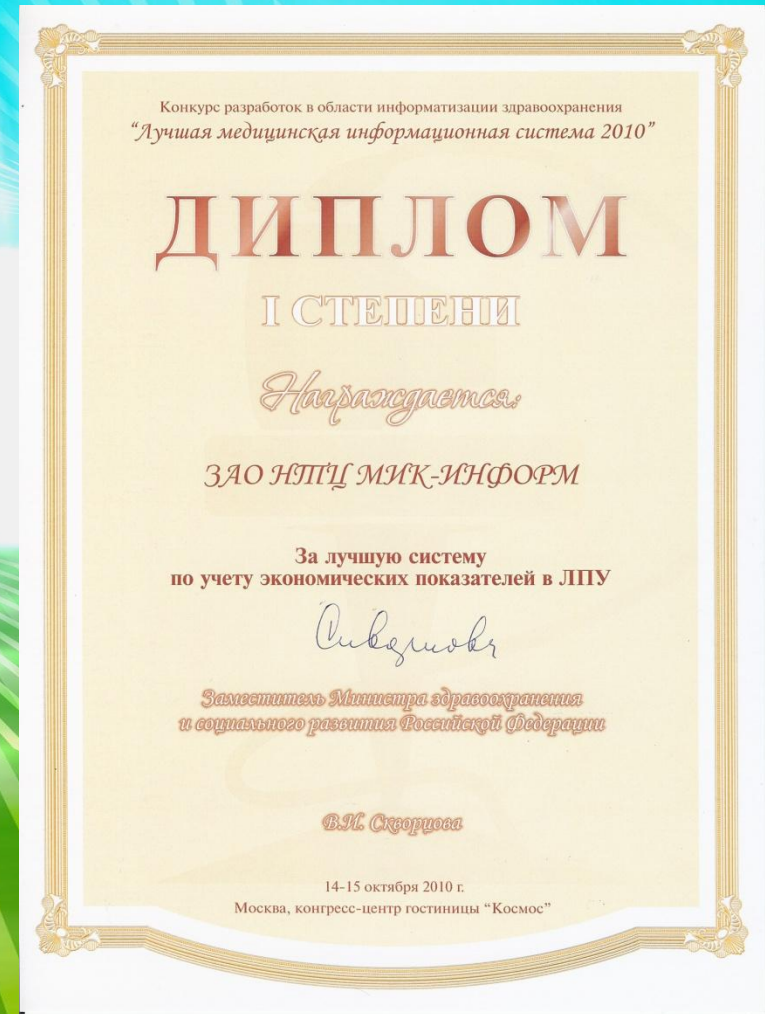 Конкурс разработок в области информатизации здравоохранения
“Лучшая медицинская информационная система 2010”
ДИПЛОМ
I СТЕПЕНИ
Награждается:
ЗАО НТЦ МИК-ИНФОРМ
За лучшую систему
по учету экономических показателей в ЛПУ
Заместитель Министра здравоохранения
и социального развития Российской Федерации
В.И. Скворцова
14-15 октября 2010 г.
Москва, конгресс-центр гостиницы “Космос”